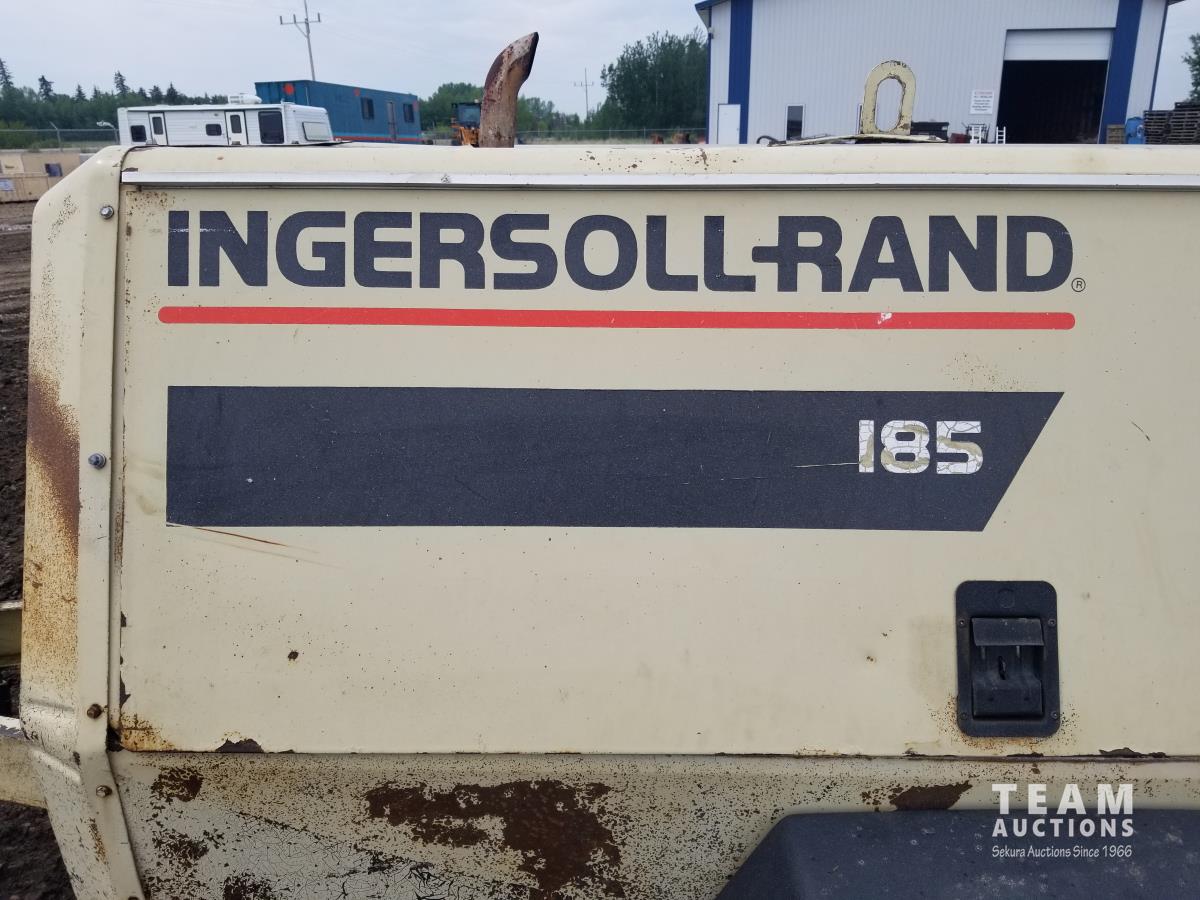 INGERSOLL-RAND®
185
TEAM
AUCTIONS
Sekura Auctions Since 1966